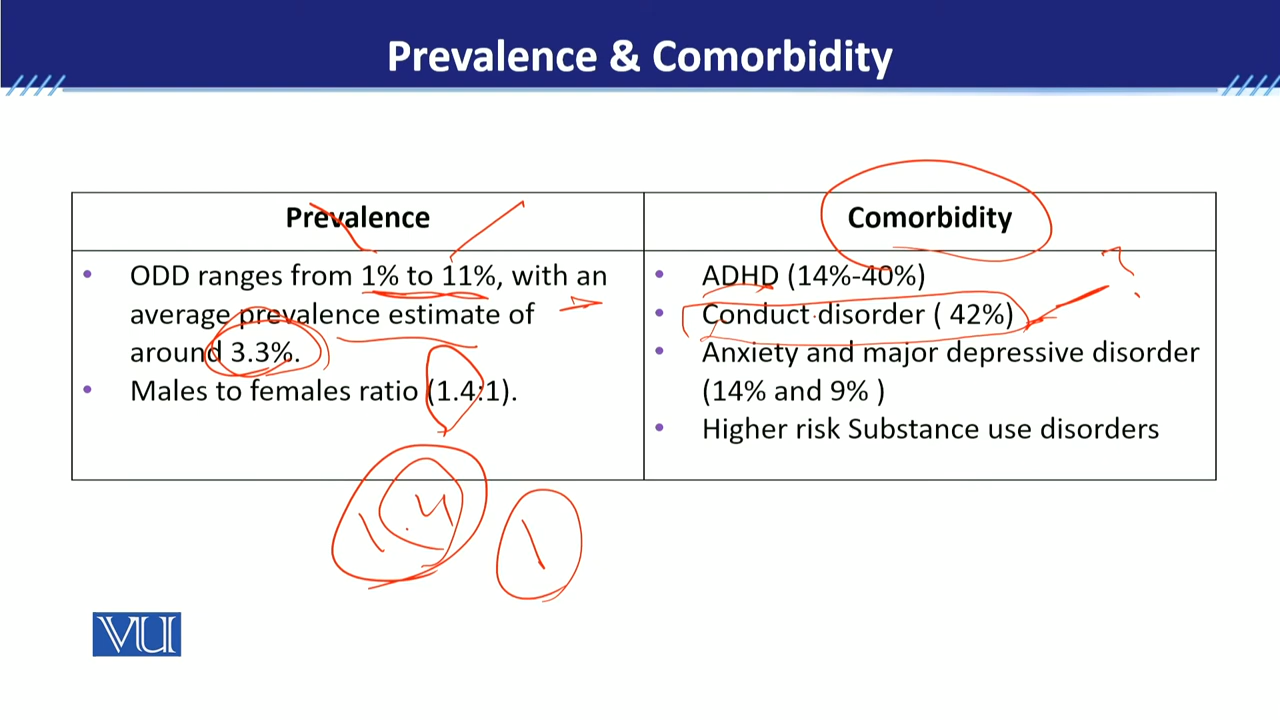 Prevalence & Comorbidity
Prevalence
ODD ranges from 1% to 11%, with an
average prevalence estimate of
around 3.3%.
Males to females ratio (1.4:1).
Comorbidity
ADHD (14%-40%)
Conduct disorder ( 42%)
Anxiety and major depressive disorder
(14% and 9% )
Higher risk Substance use disorders
?
1.4
1
VU